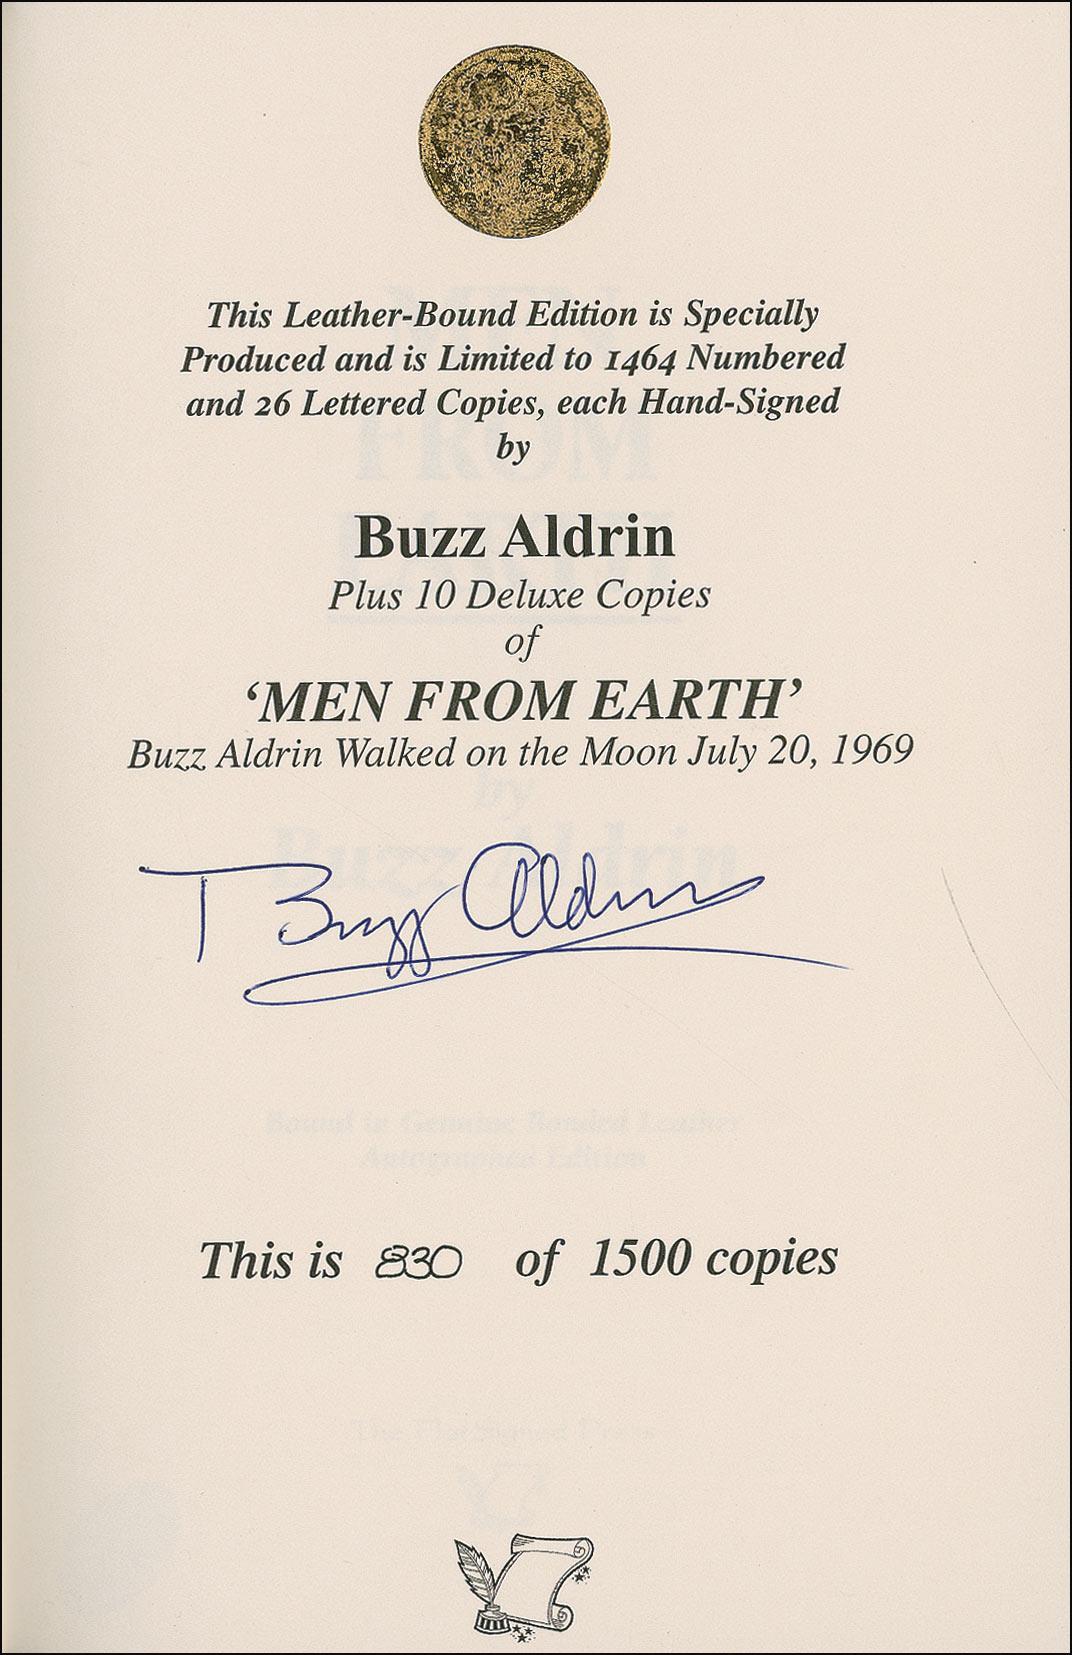 This Leather-Bound Edition is Specially
Produced and is Limited to 1464 Numbered
and 26 Lettered Copies, each Hand-Signed
by
Buzz Aldrin
Plus 10 Deluxe Copies
of
‘MEN FROM EARTH’
Buzz Aldrin Walked on the Moon July 20, 1969
Buzz Aldrin
This is 830 of 1500 copies